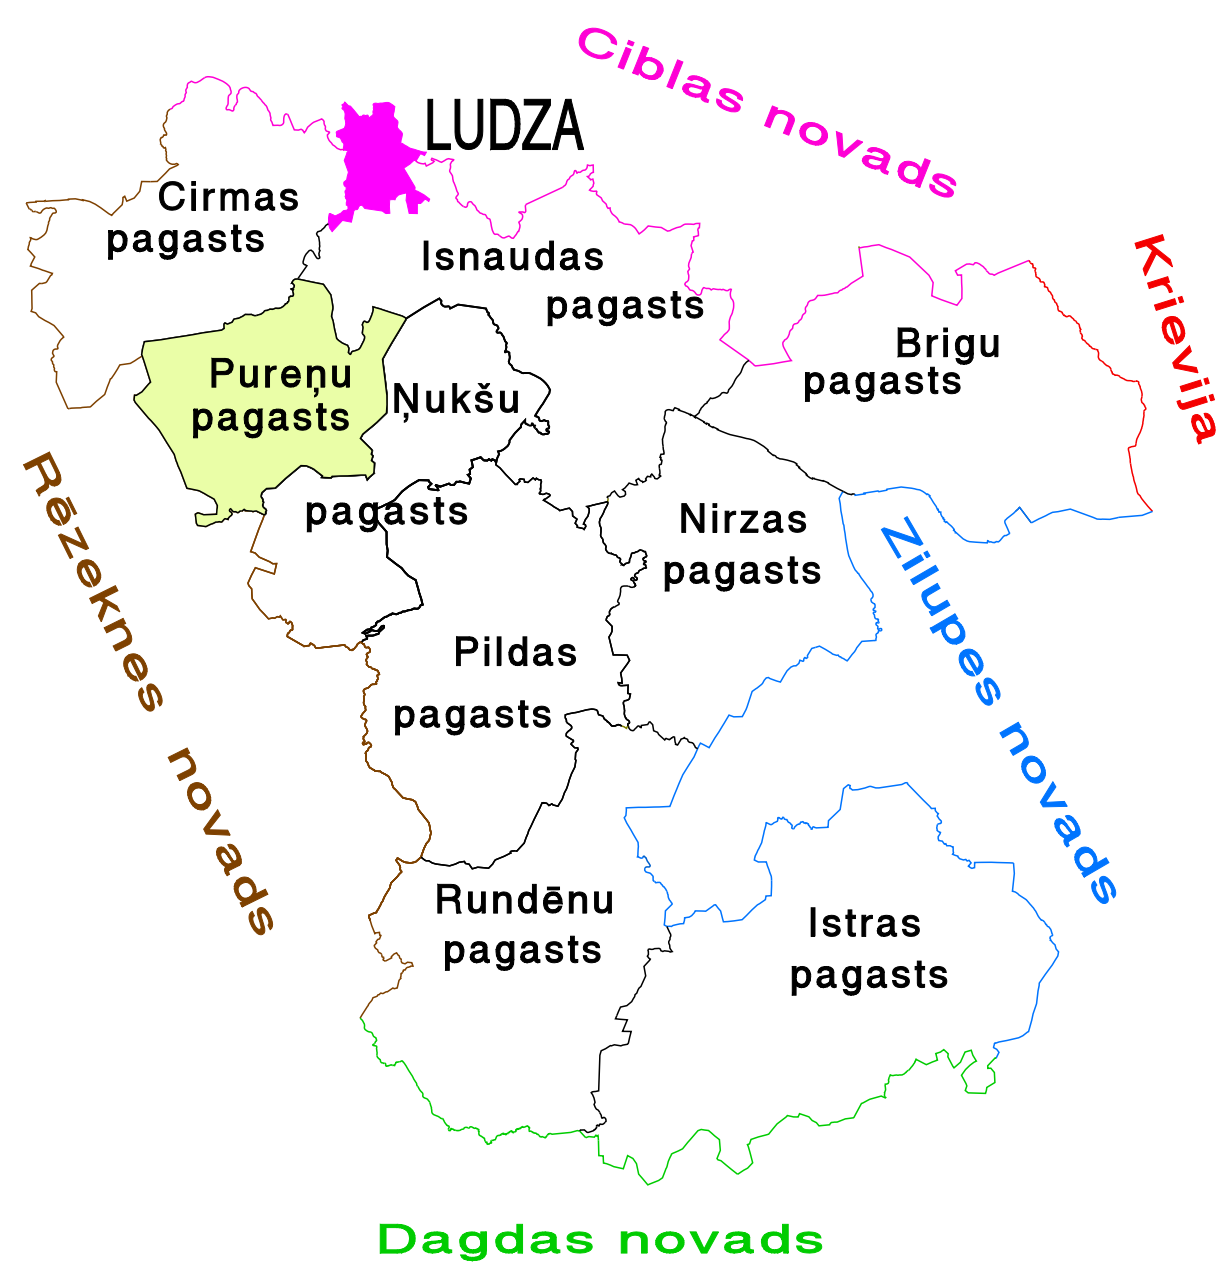 Ciblas novads
LUDZA
Cirmas
pagasts
Isnaudas
pagasts
Krievija
Brigu
pagasts
Pureņu
pagasts
Ņukšu
pagasts
Rēzeknes novads
Nirzas
pagasts
Zilupes novads
Pildas
pagasts
Rundēnu
pagasts
Istras
pagasts
Dagdas novads